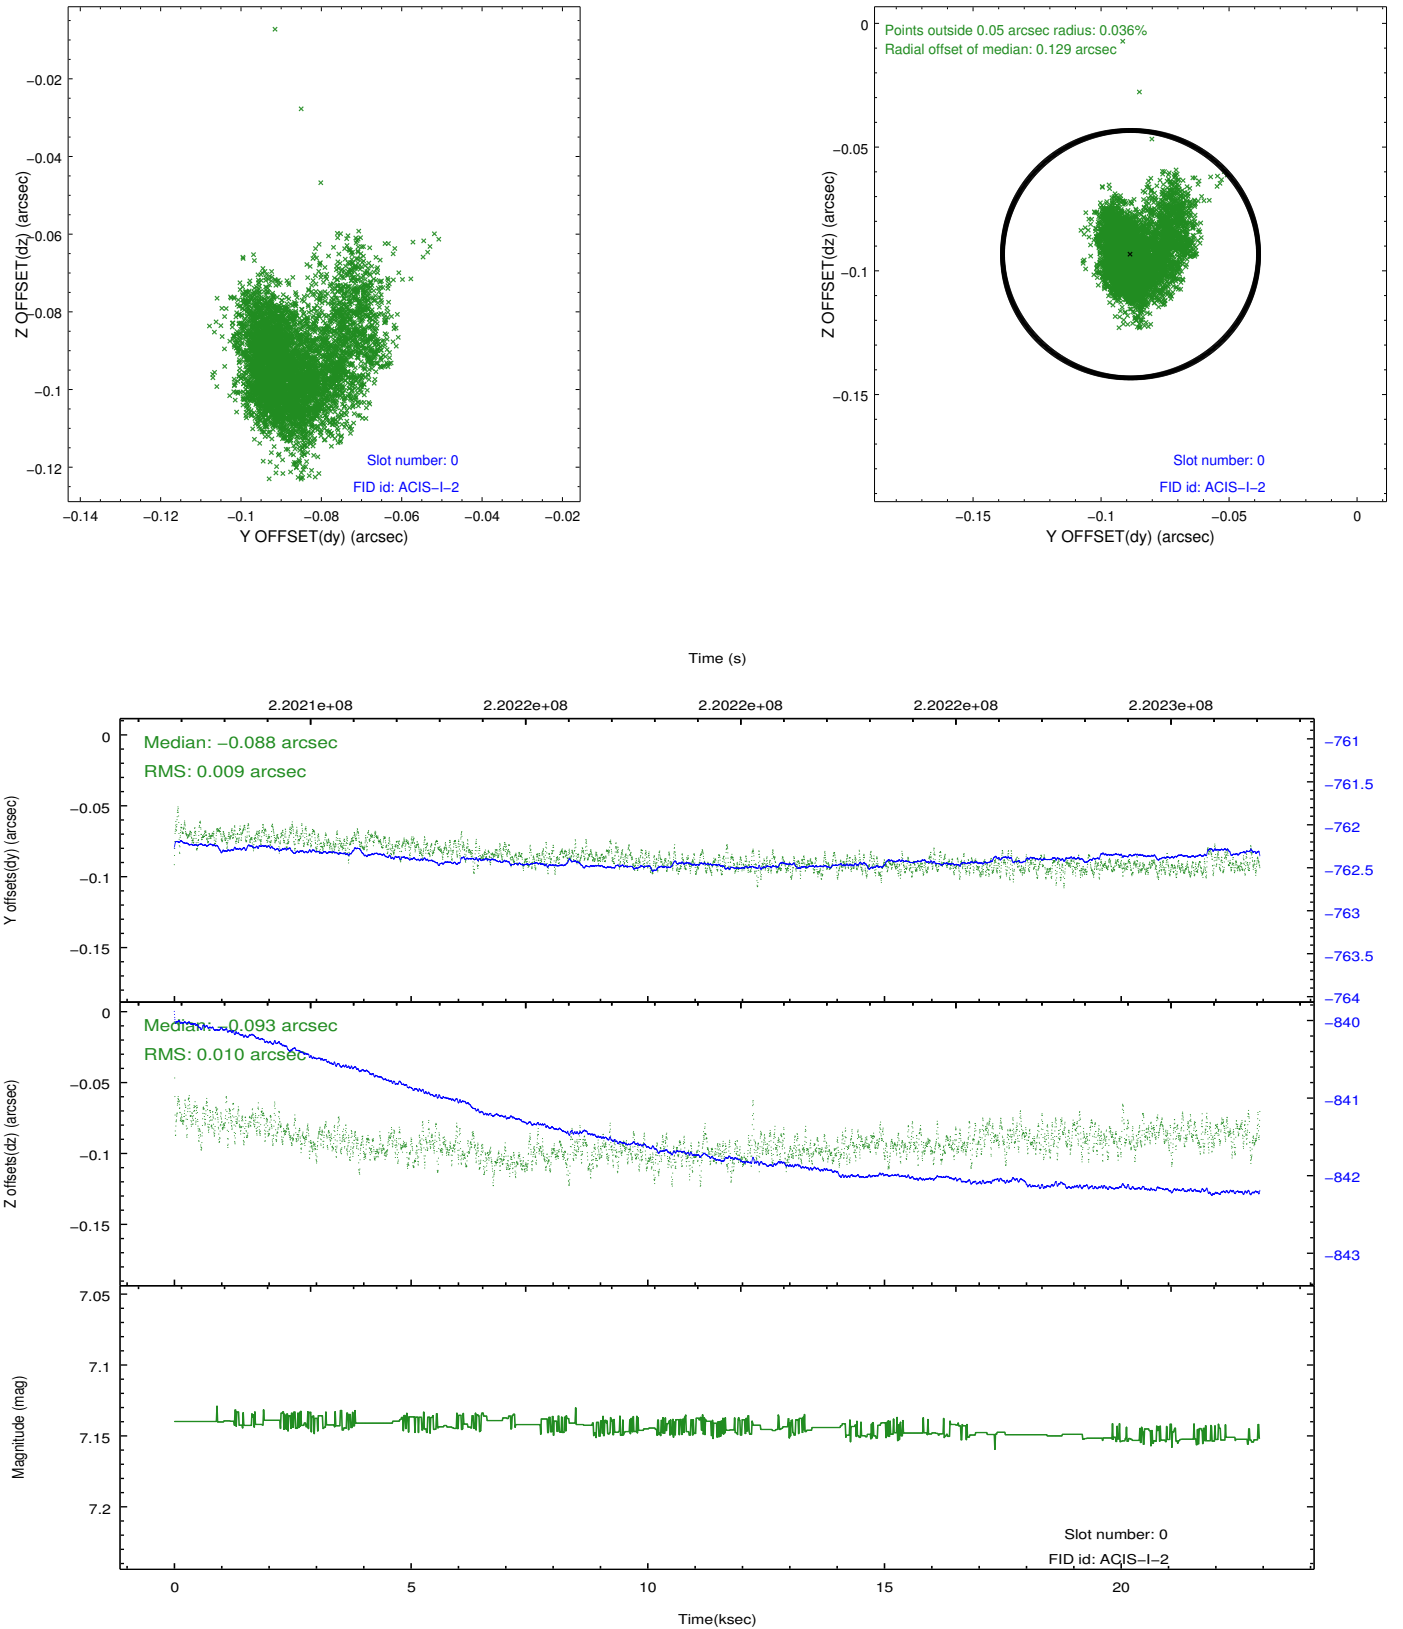 −0.02
−0.04
−0.06
−0.08
−0.1
−0.12
Z OFFSET(dz) (arcsec)
Slot number: 0
FID id: ACIS−I−2
−0.14 −0.12 −0.1 −0.08 −0.06 −0.04 −0.02
Y OFFSET(dy) (arcsec)
Points outside 0.05 arcsec radius: 0.036%
Radial offset of median: 0.129 arcsec
0
−0.05
−0.1
−0.15
Z OFFSET(dz) (arcsec)
Slot number: 0
FID id: ACIS−I−2
−0.15 −0.1 −0.05 0
Y OFFSET(dy) (arcsec)
Time (s)
2.2021e+08 2.2022e+08 2.2022e+08 2.2022e+08 2.2023e+08
Median: −0.088 arcsec
RMS: 0.009 arcsec
0
−0.05
−0.1
−0.15
Y offsets(dy) (arcsec)
−761
−761.5
−762
−762.5
−763
−763.5
−764
Median: −0.093 arcsec
RMS: 0.010 arcsec
0
−0.05
−0.1
−0.15
Z offsets(dz) (arcsec)
−840
−841
−842
−843
7.05
7.1
7.15
7.2
Magnitude (mag)
Slot number: 0
FID id: ACIS−I−2
0 5 10 15 20
Time(ksec)